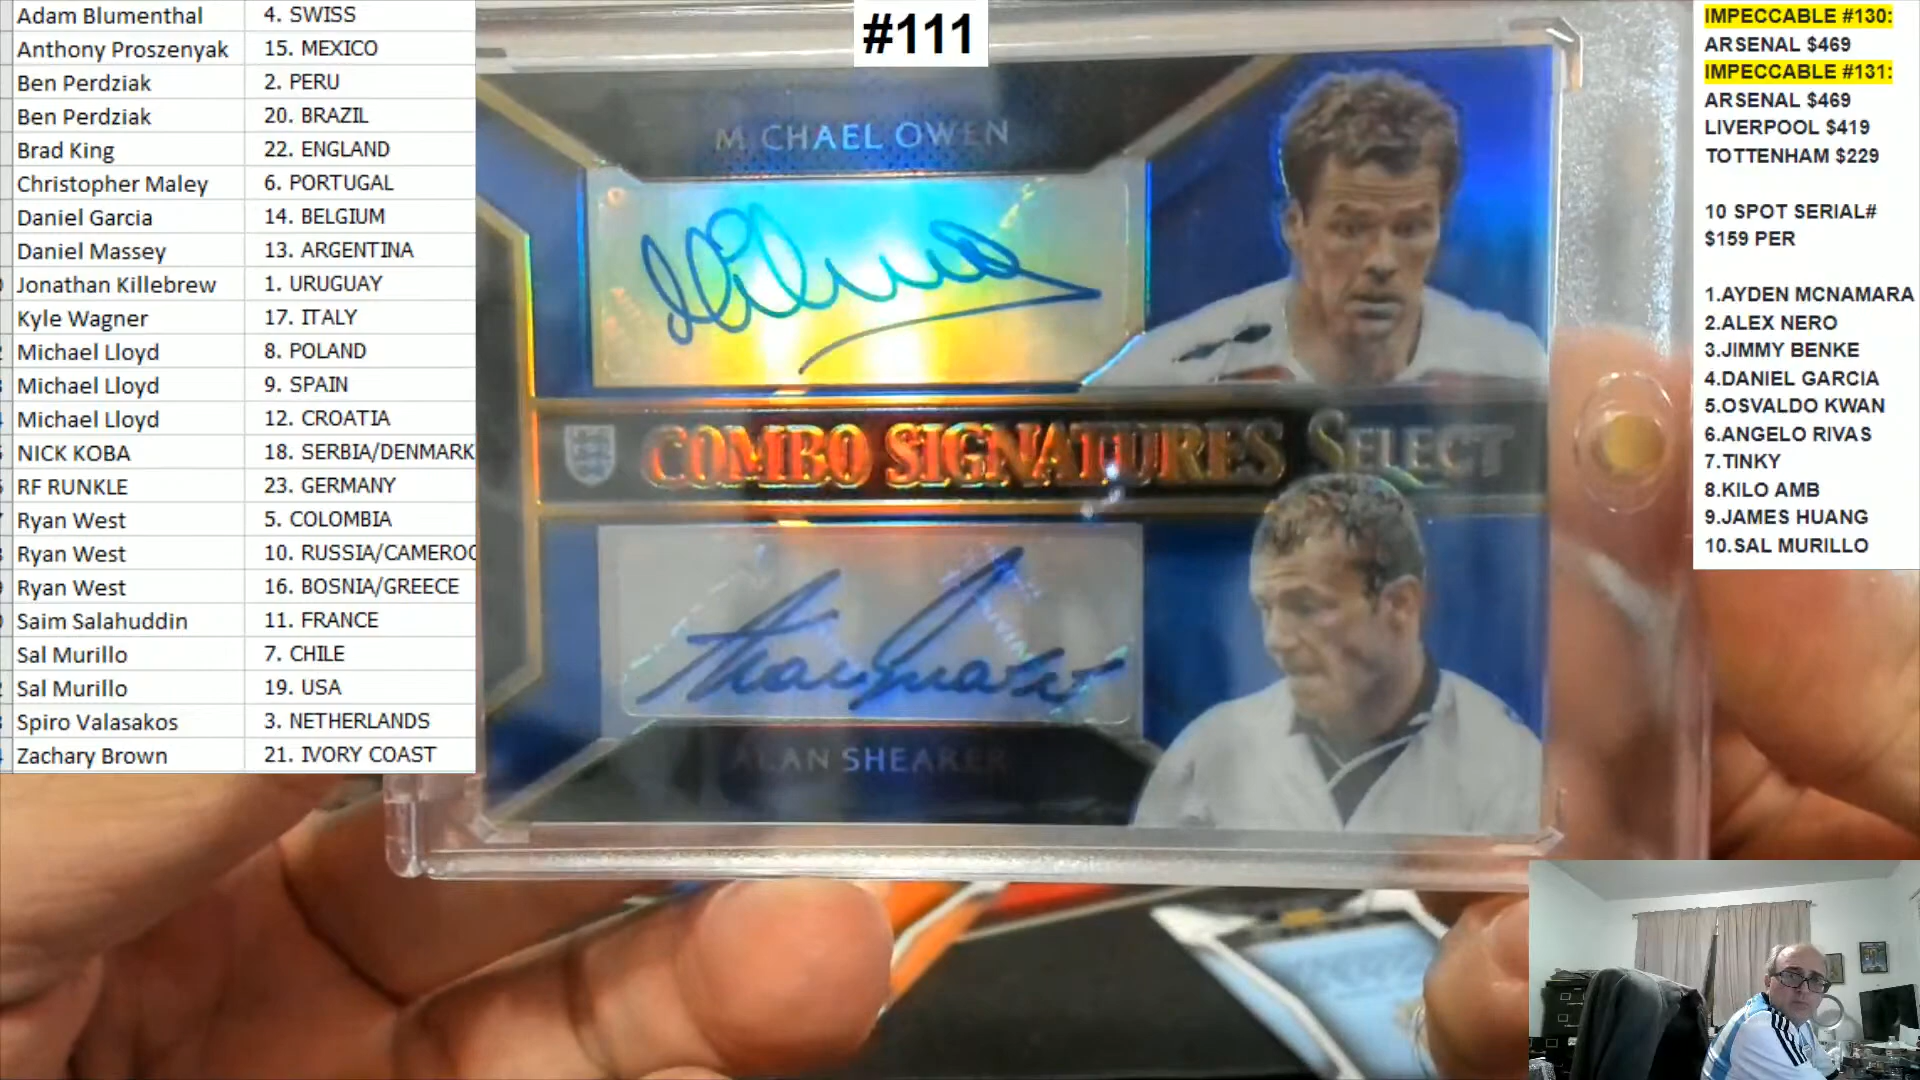 Adam Blumenthal 4. SWISS
Anthony Proszenyak 15. MEXICO
Ben Perdziak 2. PERU
Ben Perdziak 20. BRAZIL
Brad King 22. ENGLAND
Christopher Maley 6. PORTUGAL
Daniel Garcia 14. BELGIUM
Daniel Massey 13. ARGENTINA
Jonathan Killebrew 1. URUGUAY
Kyle Wagner 17. ITALY
Michael Lloyd 8. POLAND
Michael Lloyd 9. SPAIN
Michael Lloyd 12. CROATIA
NICK KOBA 18. SERBIA/DENMARK
RF RUNKLE 23. GERMANY
Ryan West 5. COLOMBIA
Ryan West 10. RUSSIA/CAMEROO
Ryan West 16. BOSNIA/GREECE
Saim Salahuddin 11. FRANCE
Sal Murillo 7. CHILE
Sal Murillo 19. USA
Spiro Valasakos 3. NETHERLANDS
Zachary Brown 21. IVORY COAST
#111
MICHAEL OWEN
COMBO SIGNATURES SELECT
ALAN SHEARER
IMPECCABLE #130:
ARSENAL $469
IMPECCABLE #131:
ARSENAL $469
LIVERPOOL $419
TOTTENHAM $229
10 SPOT SERIAL#
$159 PER
1.AYDEN MCNAMARA
2.ALEX NERO
3.JIMMY BENKE
4.DANIEL GARCIA
5.OSVALDO KWAN
6.ANGELO RIVAS
7.TINKY
8.KILO AMB
9.JAMES HUANG
10.SAL MURILLO